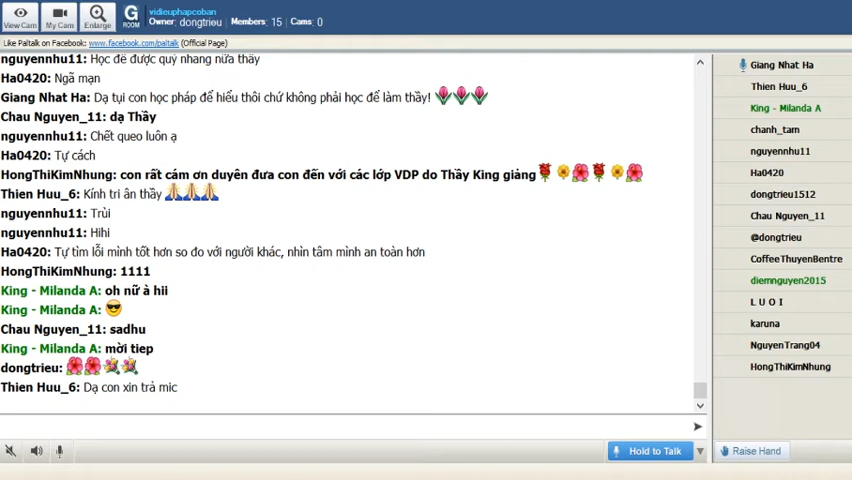 View Cam
My Cam
Enlarge
G
ROOM
vidieuphapcoban
Owner: dongtrieu Members: 15 Cams: 0
Like Paltalk on Facebook: www.facebook.com/paltalk (Official Page)
nguyennhu11: Học để được quỳ nhang nữa thầy
Ha0420: Ngã mạn
Giang Nhat Ha: Dạ tụi con học pháp để hiểu thôi chứ không phải học để làm thầy!
Chau Nguyen_11: dạ Thầy
nguyennhu11: Chết queo luôn ạ
Ha0420: Tự cách
HongThiKimNhung: con rất cám ơn duyên đưa con đến với các lớp VDP do Thầy King giảng
Thien Huu_6: Kính tri ân thầy
nguyennhu11: Trùi
nguyennhu11: Hihi
Ha0420: Tự tìm lỗi mình tốt hơn so đo với người khác, nhìn tâm mình an toàn hơn
HongThiKimNhung: 1111
King - Milanda A: oh nữ à hii
King - Milanda A:
Chau Nguyen_11: sadhu
King - Milanda A: mời tiep
dongtrieu:
Thien Huu_6: Dạ con xin trả mic
Hold to Talk
Giang Nhat Ha
Thien Huu_6
King - Milanda A
chanh_tam
nguyennhu11
Ha0420
dongtrieu1512
Chau Nguyen_11
@dongtrieu
CoffeeThuyenBentre
diemnguyen2015
L U O I
karuna
NguyenTrang04
HongThiKimNhung
Raise Hand